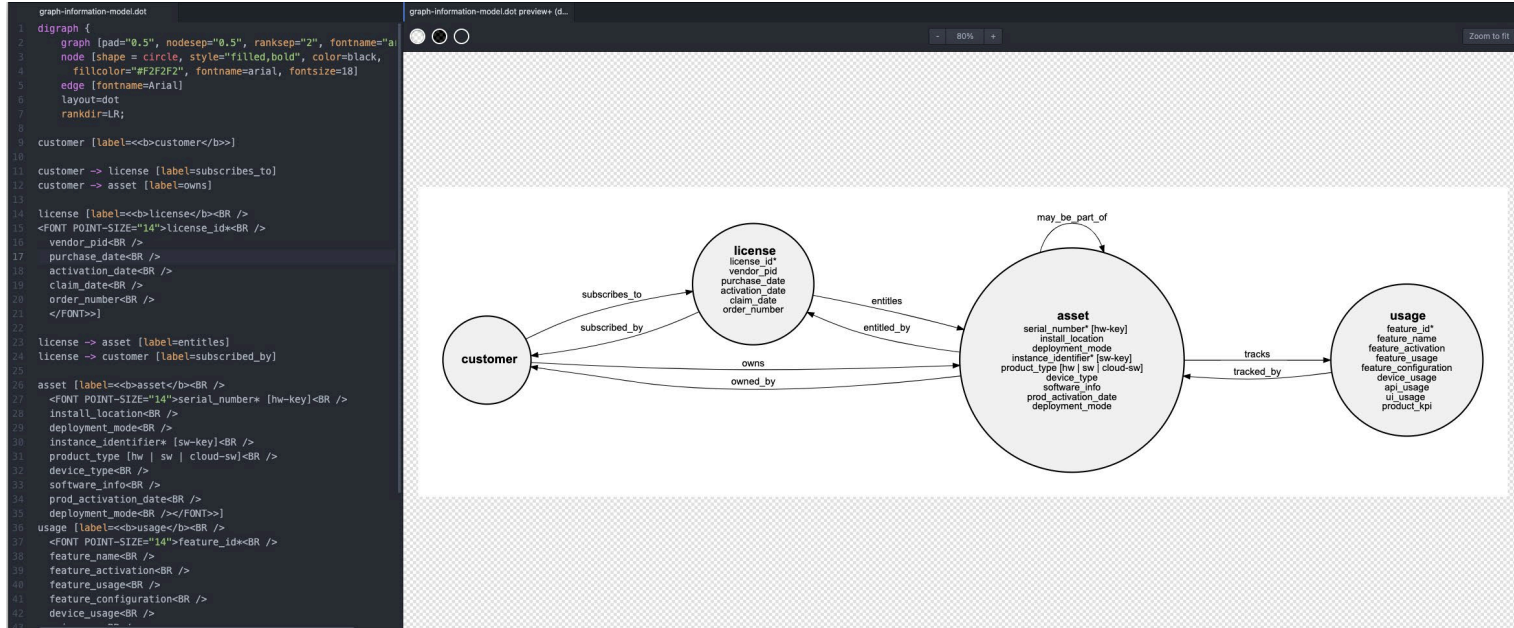 graph-information-model.dot
1 digraph {
2 graph [pad="0.5", nodesep="0.5", ranksep="2", fontname="a
3 node [shape = circle, style="filled,bold", color=black,
4 fillcolor="#F2F2F2", fontname=arial, fontsize=18]
5 edge [fontname=Arial]
6 layout=dot
7 rankdir=LR;
8
9 customer [label=<<b>customer</b>>]
10
11 customer -> license [label=subscribes_to]
12 customer -> asset [label=owns]
13
14 license [label=<<b>license</b><BR />
15 <FONT POINT-SIZE="14">license_id*<BR />
16 vendor_pid<BR />
17 purchase_date<BR />
18 activation_date<BR />
19 claim_date<BR />
20 order_number<BR />
21 </FONT>>]
22
23 license -> asset [label=entitles]
24 license -> customer [label=subscribed_by]
25
26 asset [label=<<b>asset</b><BR />
27 <FONT POINT-SIZE="14">serial_number* [hw-key]<BR />
28 install_location<BR />
29 deployment_mode<BR />
30 instance_identifier* [sw-key]<BR />
31 product_type [hw | sw | cloud-sw]<BR />
32 device_type<BR />
33 software_info<BR />
34 prod_activation_date<BR />
35 deployment_mode<BR /></FONT>>]
36 usage [label=<<b>usage</b><BR />
37 <FONT POINT-SIZE="14">feature_id*<BR />
38 feature_name<BR />
39 feature_activation<BR />
40 feature_usage<BR />
41 feature_configuration<BR />
42 device_usage<BR />
graph-information-model.dot preview+ (d...
- 80% +
Zoom to fit
customer
subscribes_to
subscribed_by
owns
owned_by
license
license_id*
vendor_pid
purchase_date
activation_date
claim_date
order_number
entitles
entitled_by
may_be_part_of
asset
serial_number* [hw-key]
install_location
deployment_mode
instance_identifier* [sw-key]
product_type [hw | sw | cloud-sw]
device_type
software_info
prod_activation_date
deployment_mode
tracks
tracked_by
usage
feature_id*
feature_name
feature_activation
feature_usage
feature_configuration
device_usage
api_usage
ui_usage
product_kpi